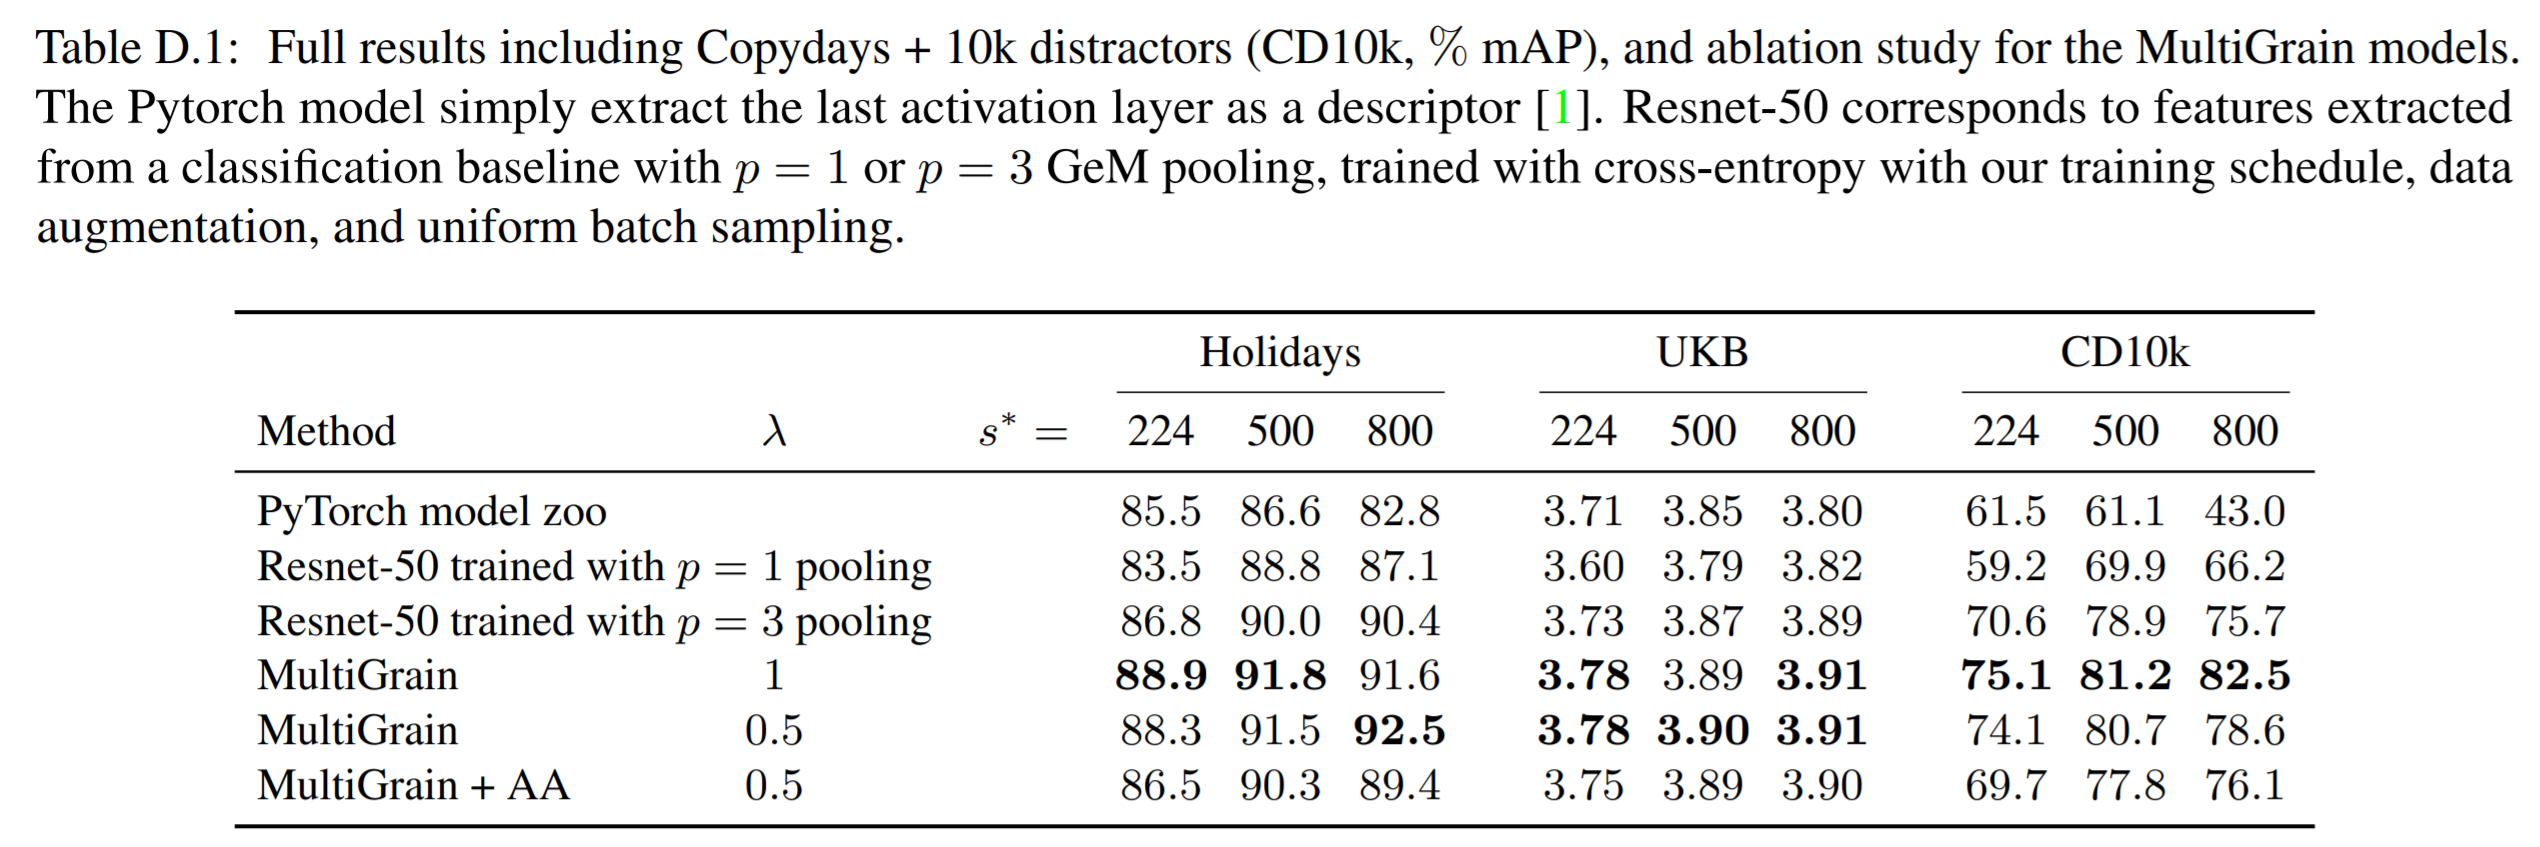 Table D.1: Full results including Copydays + 10k distractors (CD10k, % mAP), and ablation study for the MultiGrain models.
The Pytorch model simply extract the last activation layer as a descriptor [1]. Resnet-50 corresponds to features extracted
from a classification baseline with p = 1 or p = 3 GeM pooling, trained with cross-entropy with our training schedule, data
augmentation, and uniform batch sampling.
Holidays UKB CD10k
Method λ s* = 224 500 800 224 500 800 224 500 800
PyTorch model zoo 85.5 86.6 82.8 3.71 3.85 3.80 61.5 61.1 43.0
Resnet-50 trained with p = 1 pooling 83.5 88.8 87.1 3.60 3.79 3.82 59.2 69.9 66.2
Resnet-50 trained with p = 3 pooling 86.8 90.0 90.4 3.73 3.87 3.89 70.6 78.9 75.7
MultiGrain 1 88.9 91.8 91.6 3.78 3.89 3.91 75.1 81.2 82.5
MultiGrain 0.5 88.3 91.5 92.5 3.78 3.90 3.91 74.1 80.7 78.6
MultiGrain + AA 0.5 86.5 90.3 89.4 3.75 3.89 3.90 69.7 77.8 76.1